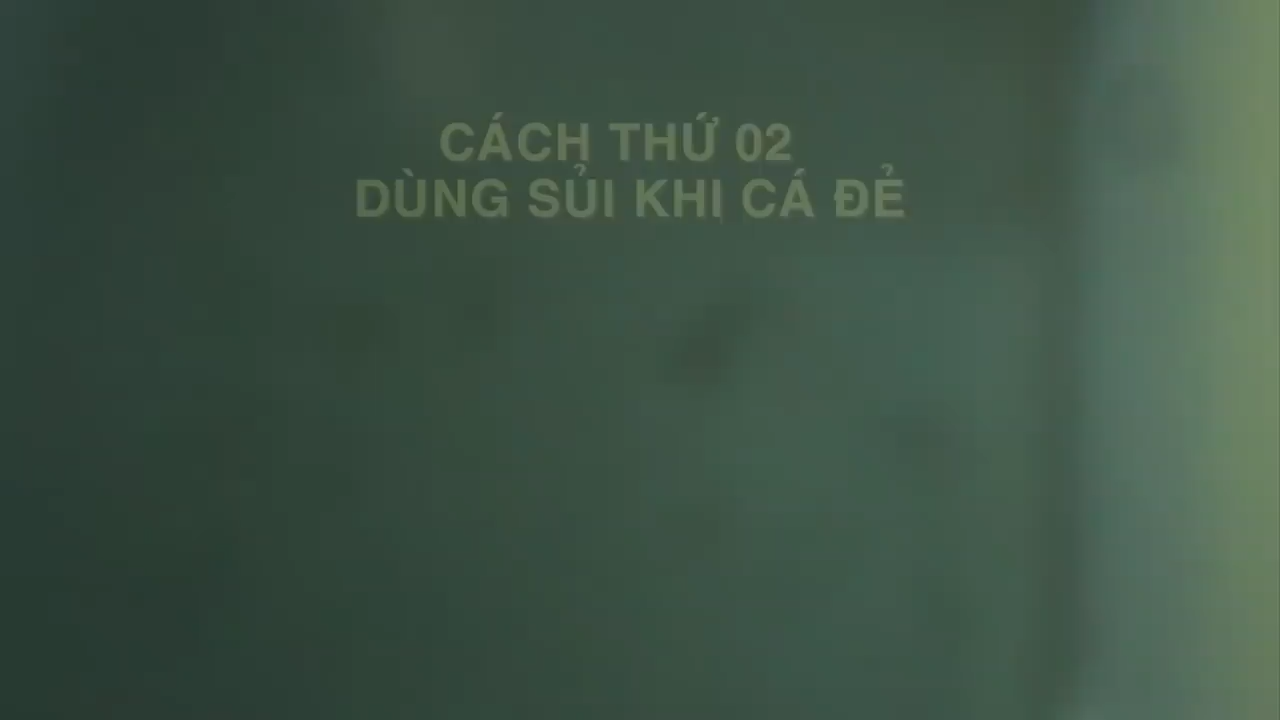 CÁCH THỨ 02
DÙNG SỦI KHI CÁ ĐẺ